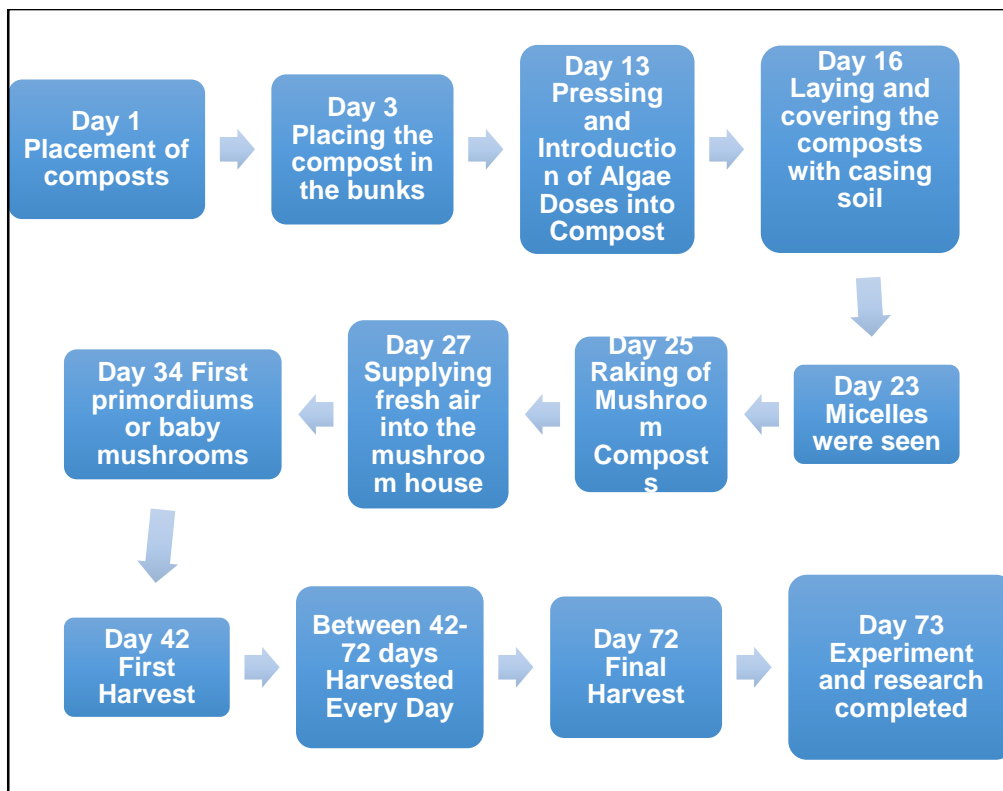 Day 1
Placement of
composts
Day 3
Placing the
compost in
the bunks
Day 13
Pressing
and
Introductio
n of Algae
Doses into
Compost
Day 16
Laying and
covering the
composts
with casing
soil
Day 23
Micelles
were seen
Day 25
Raking of
Mushroo
m
Compost
s
Day 27
Supplying
fresh air
into the
mushroo
m house
Day 34 First
primordiums
or baby
mushrooms
Day 42
First
Harvest
Between 42-
72 days
Harvested
Every Day
Day 72
Final
Harvest
Day 73
Experiment
and research
completed